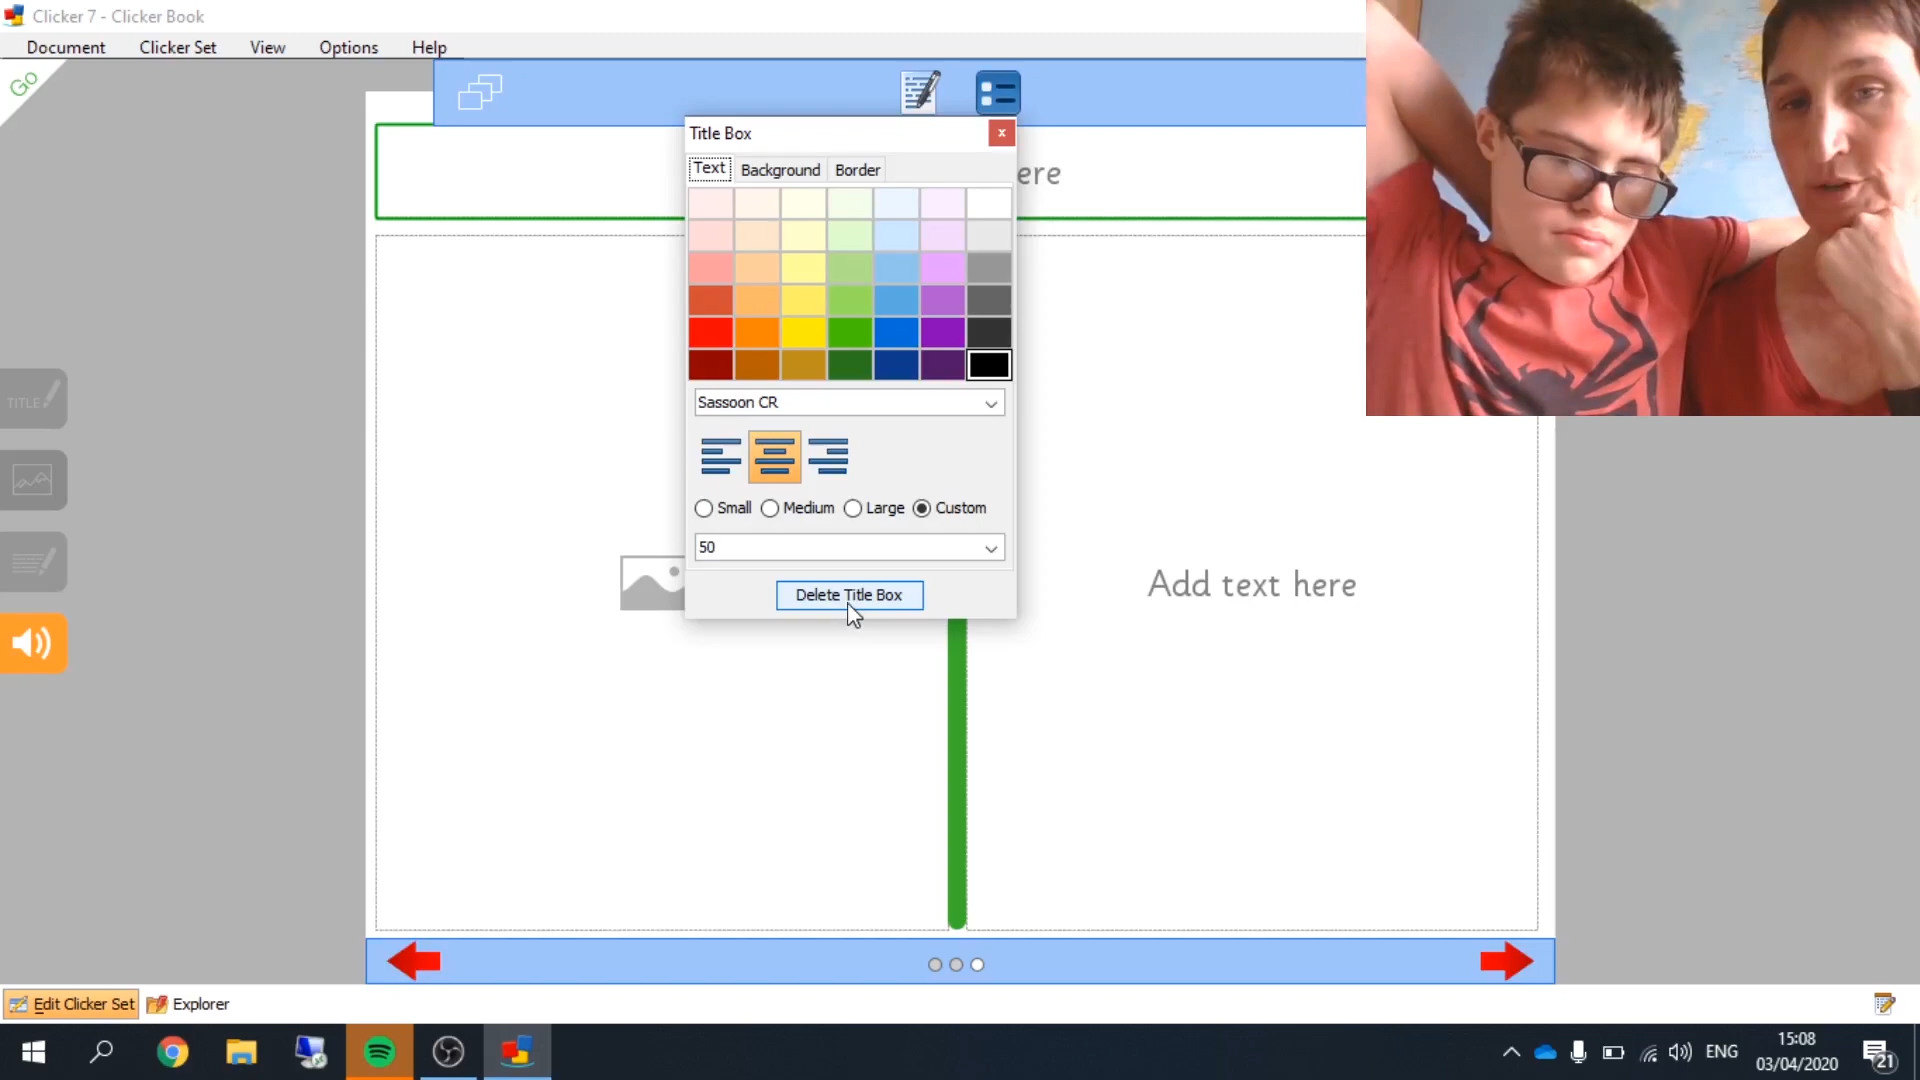 Clicker 7 - Clicker Book
Document Clicker Set View Options Help
GO
Title Box x
Text Background Border
ere
TITLE
Sassoon CR
Small Medium Large Custom
50
Delete Title Box
Add text here
Edit Clicker Set Explorer
ENG
15:08
03/04/2020
21